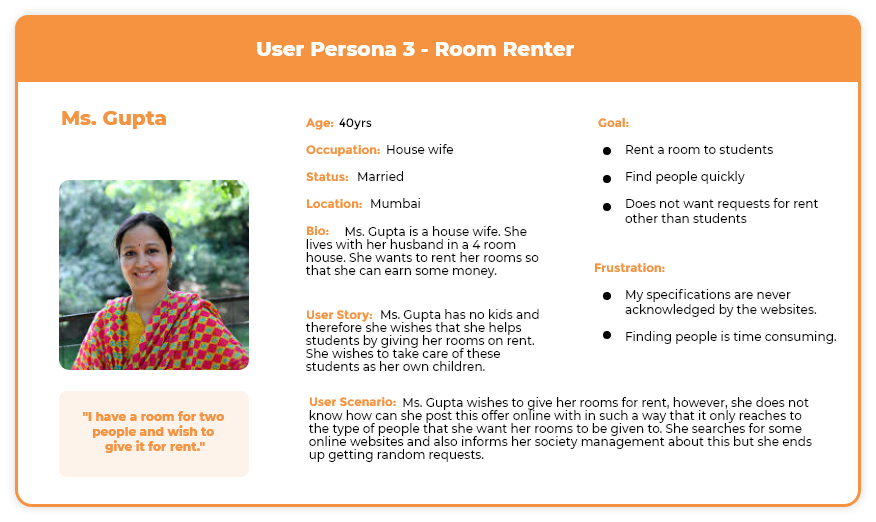 User Persona 3 - Room Renter
Ms. Gupta
"I have a room for two
people and wish to
give it for rent."
Age: 40yrs
Occupation: House wife
Status: Married
Location: Mumbai
Bio: Ms. Gupta is a house wife. She
lives with her husband in a 4 room
house. She wants to rent her rooms so
that she can earn some money.
User Story: Ms. Gupta has no kids and
therefore she wishes that she helps
students by giving her rooms on rent.
She wishes to take care of these
students as her own children.
Goal:
Rent a room to students
Find people quickly
Does not want requests for rent
other than students
Frustration:
My specifications are never
acknowledged by the websites.
Finding people is time consuming.
User Scenario: Ms. Gupta wishes to give her rooms for rent, however, she does not
know how can she post this offer online with in such a way that it only reaches to
the type of people that she want her rooms to be given to. She searches for some
online websites and also informs her society management about this but she ends
up getting random requests.